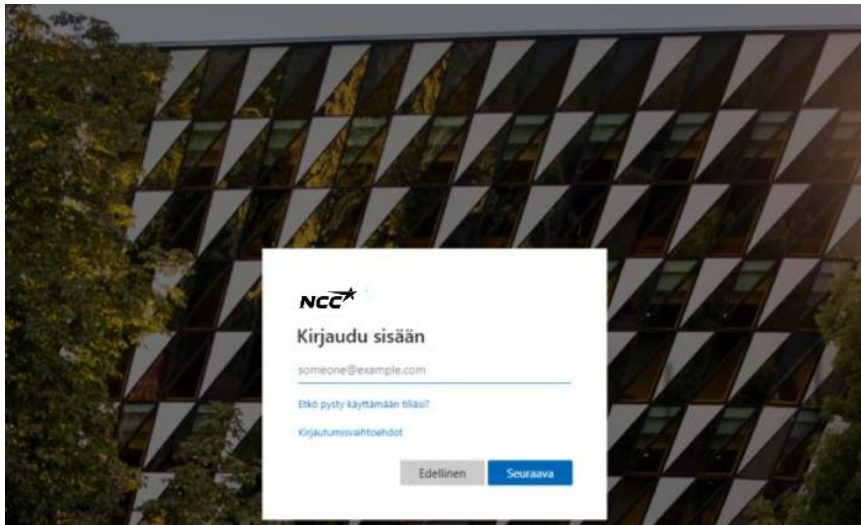 NCC
Kirjaudu sisään
someone@example.com
Etkö pysty käyttämään tiliäsi?
Kirjautumisvaihtoehdot
Edellinen
Seuraava